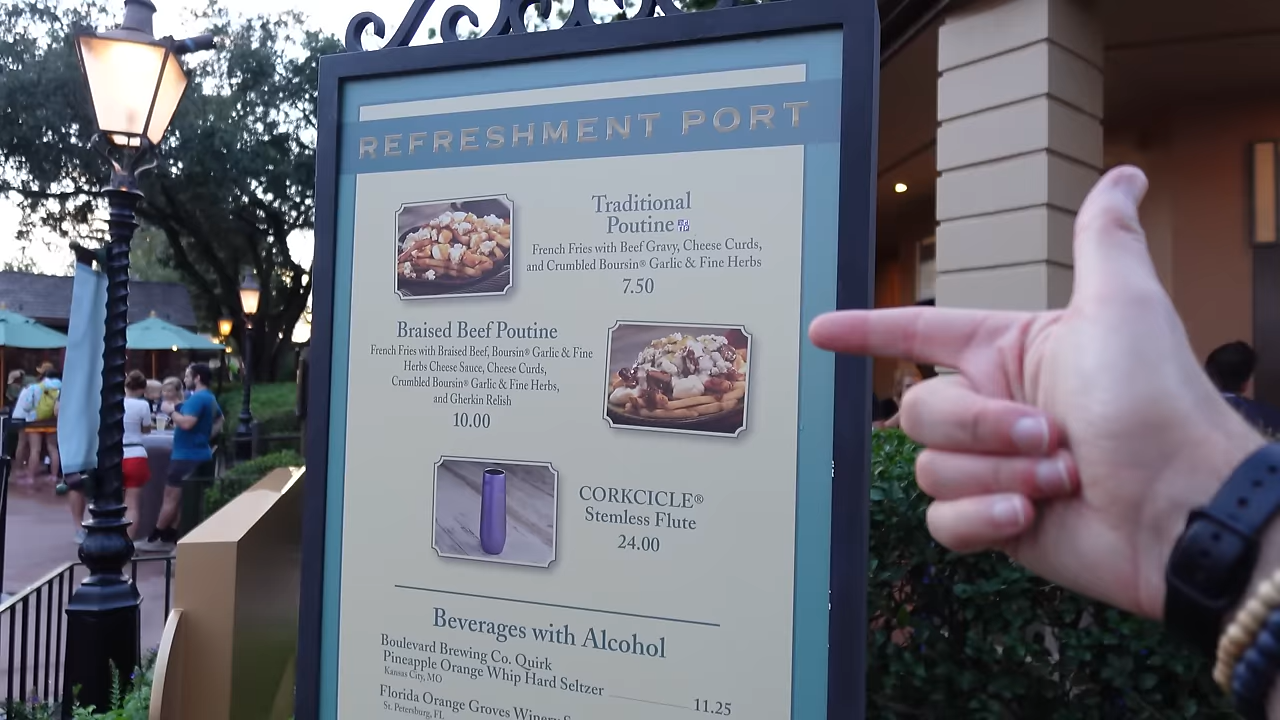 REFRESHMENT PORT
Traditional
Poutine
French Fries with Beef Gravy, Cheese Curds,
and Crumbled Boursin® Garlic & Fine Herbs
7.50
Braised Beef Poutine
French Fries with Braised Beef, Boursin® Garlic & Fine
Herbs Cheese Sauce, Cheese Curds,
Crumbled Boursin® Garlic & Fine Herbs,
and Gherkin Relish
10.00
CORKCICLE®
Stemless Flute
24.00
Beverages with Alcohol
Boulevard Brewing Co. Quirk
Pineapple Orange Whip Hard Seltzer 11.25
Kansas City, MO
Florida Orange Groves Winery
St. Petersburg, FL